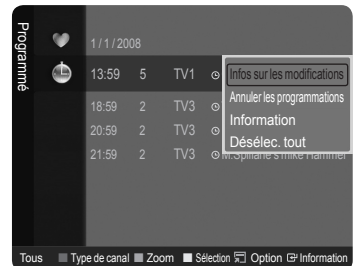 Programmé
1 / 1 / 2008
13:59 5 TV1
18:59 2 TV3
20:59 2 TV3
21:59 2 TV3 M.Spillane's mike Hammer
Infos sur les modifications
Annuler les programmations
Information
Désélec. tout
Tous Type de canal Zoom Sélection Option Information